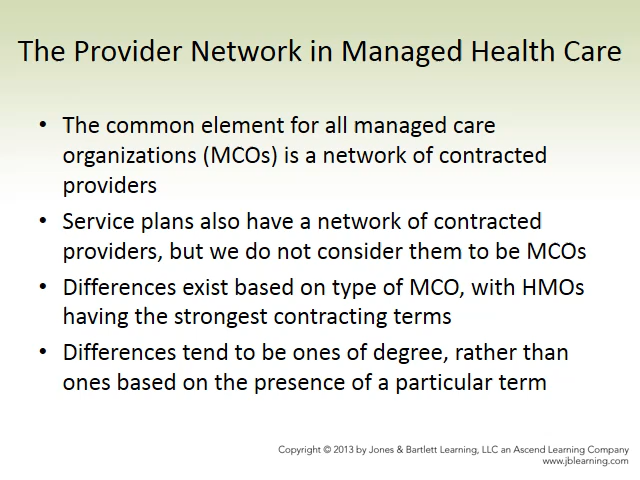 The Provider Network in Managed Health Care
• The common element for all managed care
organizations (MCOs) is a network of contracted
providers
• Service plans also have a network of contracted
providers, but we do not consider them to be MCOs
• Differences exist based on type of MCO, with HMOs
having the strongest contracting terms
• Differences tend to be ones of degree, rather than
ones based on the presence of a particular term
Copyright © 2013 by Jones & Bartlett Learning, LLC an Ascend Learning Company
www.jblearning.com